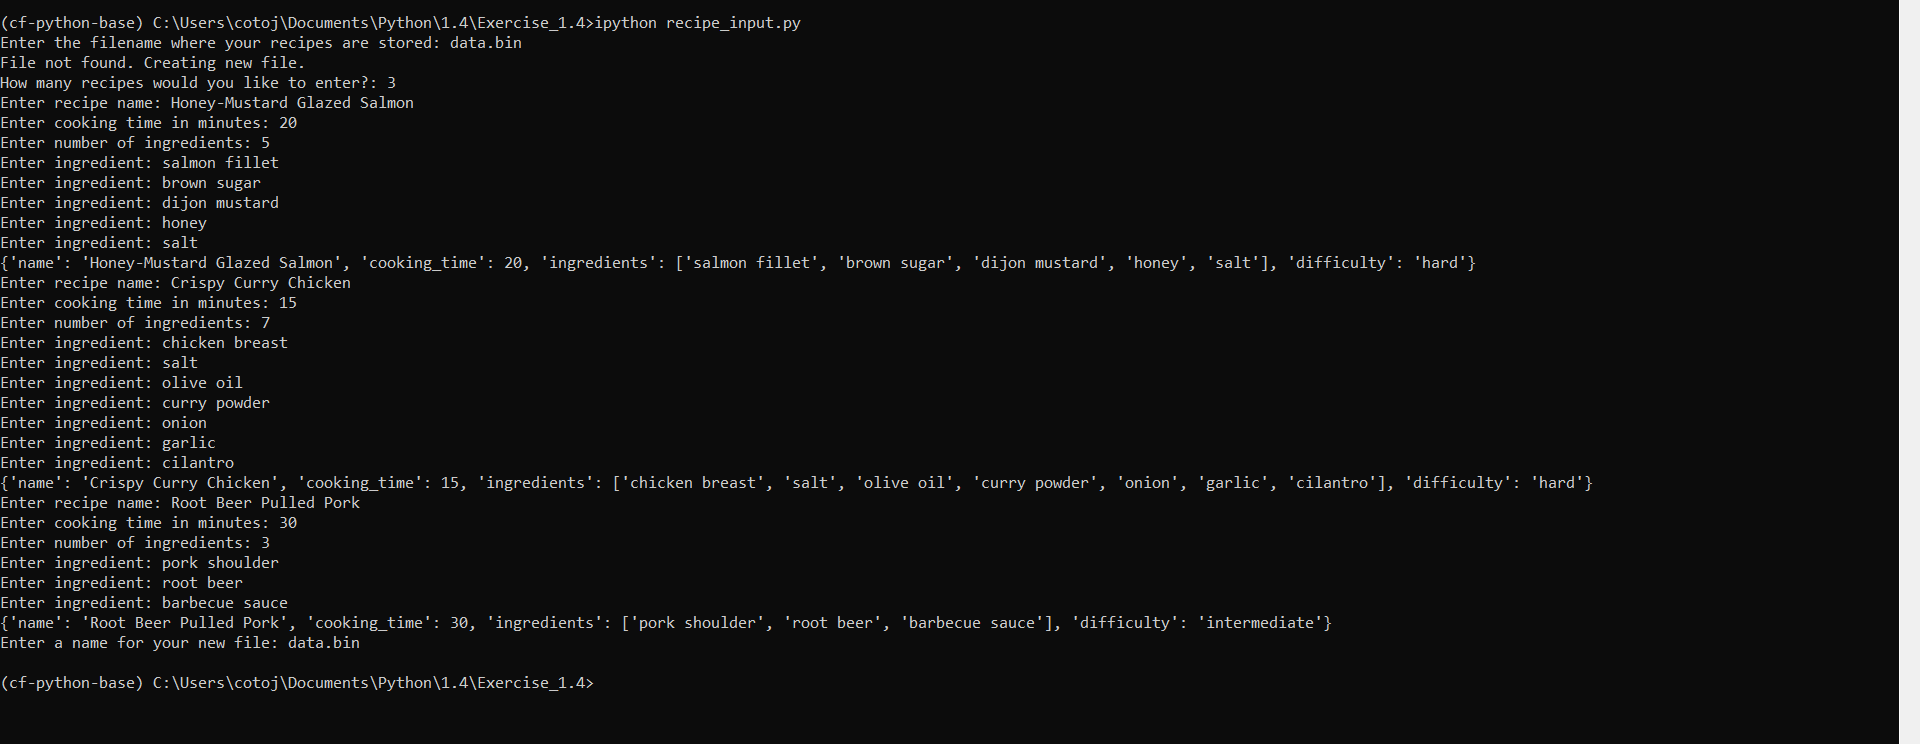 (cf-python-base) C:\Users\cotoj\Documents\Python\1.4\Exercise_1.4>ipython recipe_input.py
Enter the filename where your recipes are stored: data.bin
File not found. Creating new file.
How many recipes would you like to enter?: 3
Enter recipe name: Honey-Mustard Glazed Salmon
Enter cooking time in minutes: 20
Enter number of ingredients: 5
Enter ingredient: salmon fillet
Enter ingredient: brown sugar
Enter ingredient: dijon mustard
Enter ingredient: honey
Enter ingredient: salt
{'name': 'Honey-Mustard Glazed Salmon', 'cooking_time': 20, 'ingredients': ['salmon fillet', 'brown sugar', 'dijon mustard', 'honey', 'salt'], 'difficulty': 'hard'}
Enter recipe name: Crispy Curry Chicken
Enter cooking time in minutes: 15
Enter number of ingredients: 7
Enter ingredient: chicken breast
Enter ingredient: salt
Enter ingredient: olive oil
Enter ingredient: curry powder
Enter ingredient: onion
Enter ingredient: garlic
Enter ingredient: cilantro
{'name': 'Crispy Curry Chicken', 'cooking_time': 15, 'ingredients': ['chicken breast', 'salt', 'olive oil', 'curry powder', 'onion', 'garlic', 'cilantro'], 'difficulty': 'hard'}
Enter recipe name: Root Beer Pulled Pork
Enter cooking time in minutes: 30
Enter number of ingredients: 3
Enter ingredient: pork shoulder
Enter ingredient: root beer
Enter ingredient: barbecue sauce
{'name': 'Root Beer Pulled Pork', 'cooking_time': 30, 'ingredients': ['pork shoulder', 'root beer', 'barbecue sauce'], 'difficulty': 'intermediate'}
Enter a name for your new file: data.bin
(cf-python-base) C:\Users\cotoj\Documents\Python\1.4\Exercise_1.4>